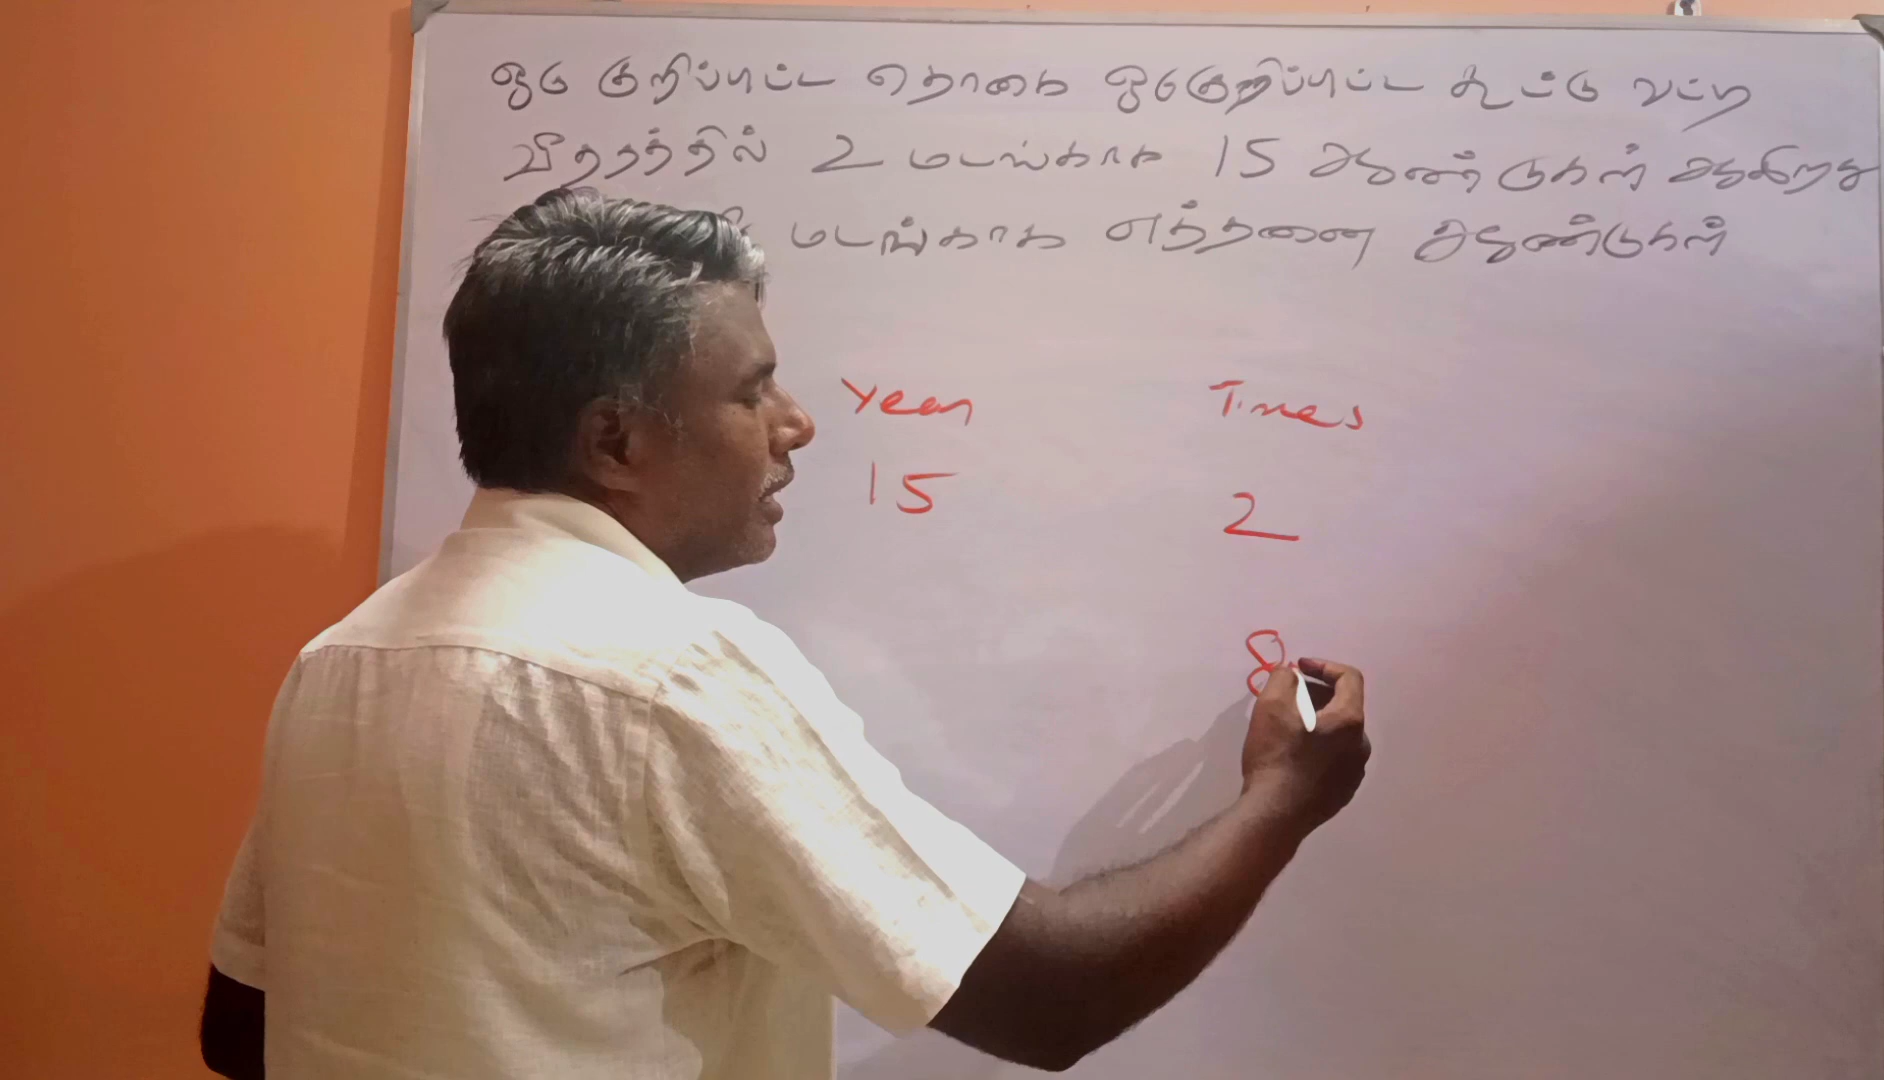 ஒரு குறிப்பிட்ட தொகை ஒருகுறிப்பிட்ட கூட்டு வட்டி
வீதத்தில் 2 மடங்காக 15 ஆண்டுகள் ஆகிறது
மடங்காக எத்தனை ஆண்டுகள்
Year Times
15 2
8